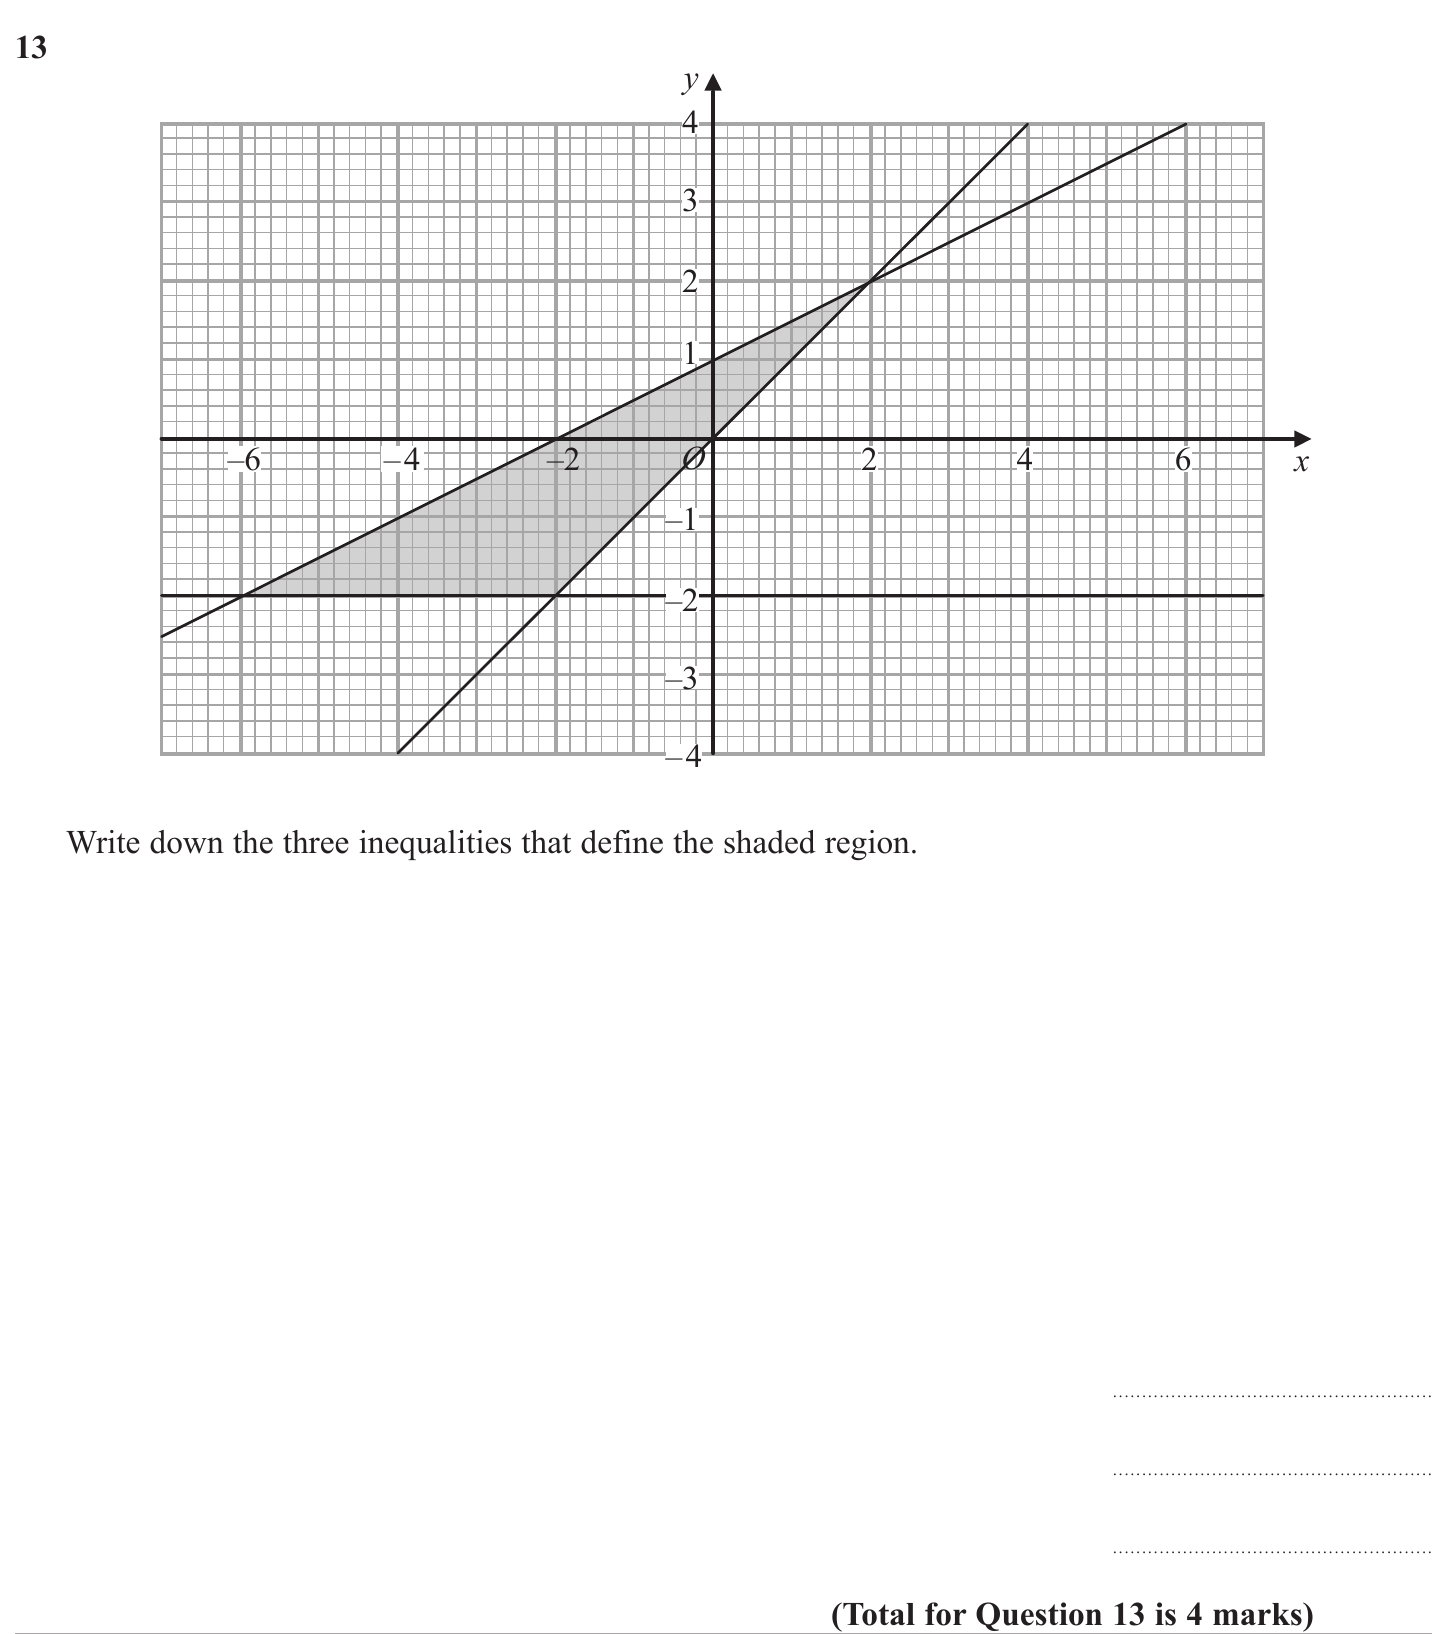 13
y
4
3
2
1
–6 –4 –2 O 2 4 6 x
–1
–2
–3
–4
Write down the three inequalities that define the shaded region.
(Total for Question 13 is 4 marks)